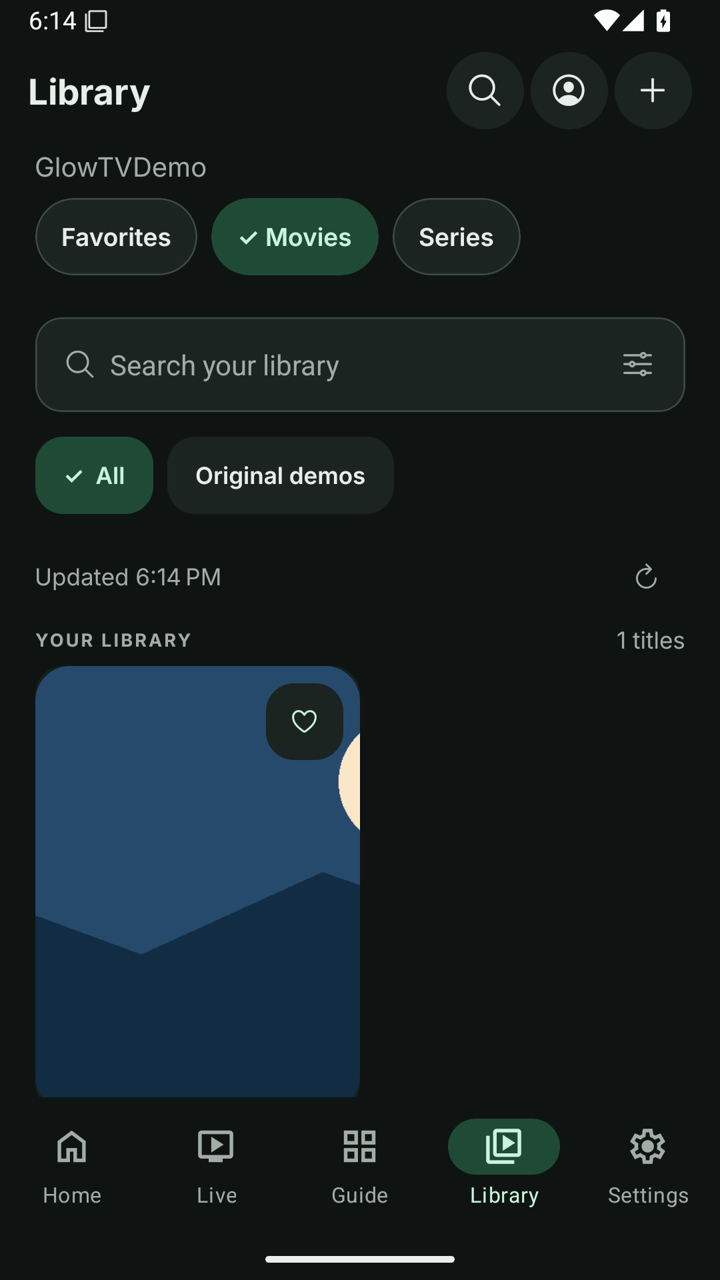 6:14
Library
GlowTVDemo
Favorites
Movies
Series
Search your library
All
Original demos
Updated 6:14 PM
YOUR LIBRARY
1 titles
Home
Live
Guide
Library
Settings